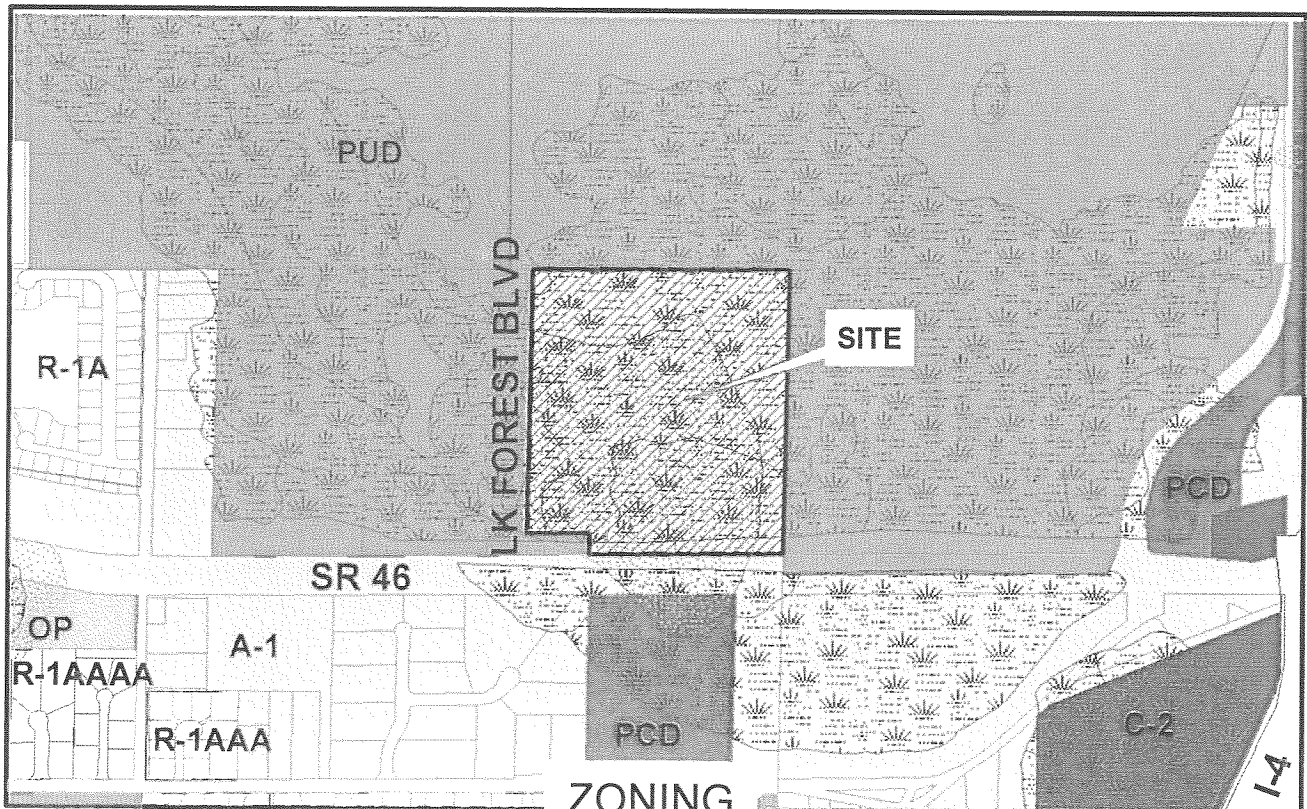 PUD
LK FOREST BLVD
SITE
R-1A
PCD
SR 46
OP
A-1
R-1AAAA
R-1AAA
PCD
C-2
I-4
ZONING